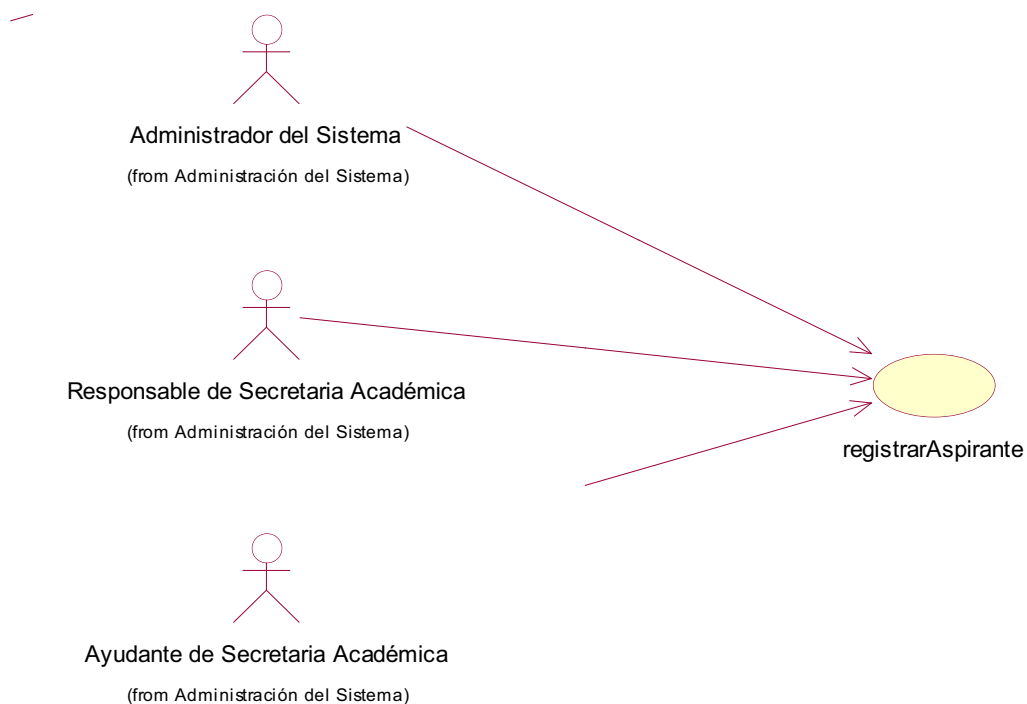 Administrador del Sistema
(from Administración del Sistema)
Responsable de Secretaria Académica
(from Administración del Sistema)
registrarAspirante
Ayudante de Secretaria Académica
(from Administración del Sistema)